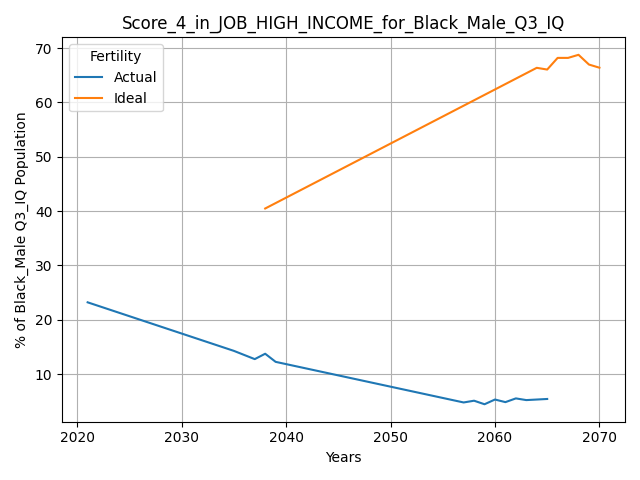 Score_4_in_JOB_HIGH_INCOME_for_Black_Male_Q3_IQ
Fertility
Actual
Ideal
% of Black_Male Q3_IQ Population
70
60
50
40
30
20
10
2020
2030
2040
2050
2060
2070
Years